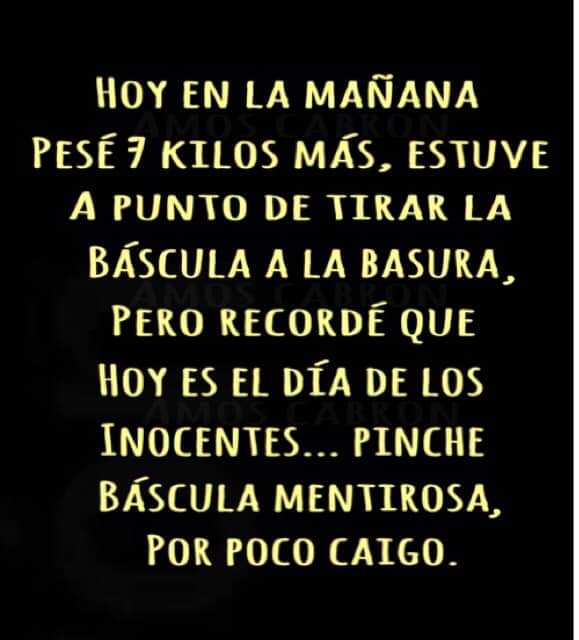 HOY EN LA MAÑANA
PESÉ 7 KILOS MÁS, ESTUVE
A PUNTO DE TIRAR LA
BÁSCULA A LA BASURA,
PERO RECORDÉ QUE
HOY ES EL DÍA DE LOS
INOCENTES... PINCHE
BÁSCULA MENTIROSA,
POR POCO CAIGO.